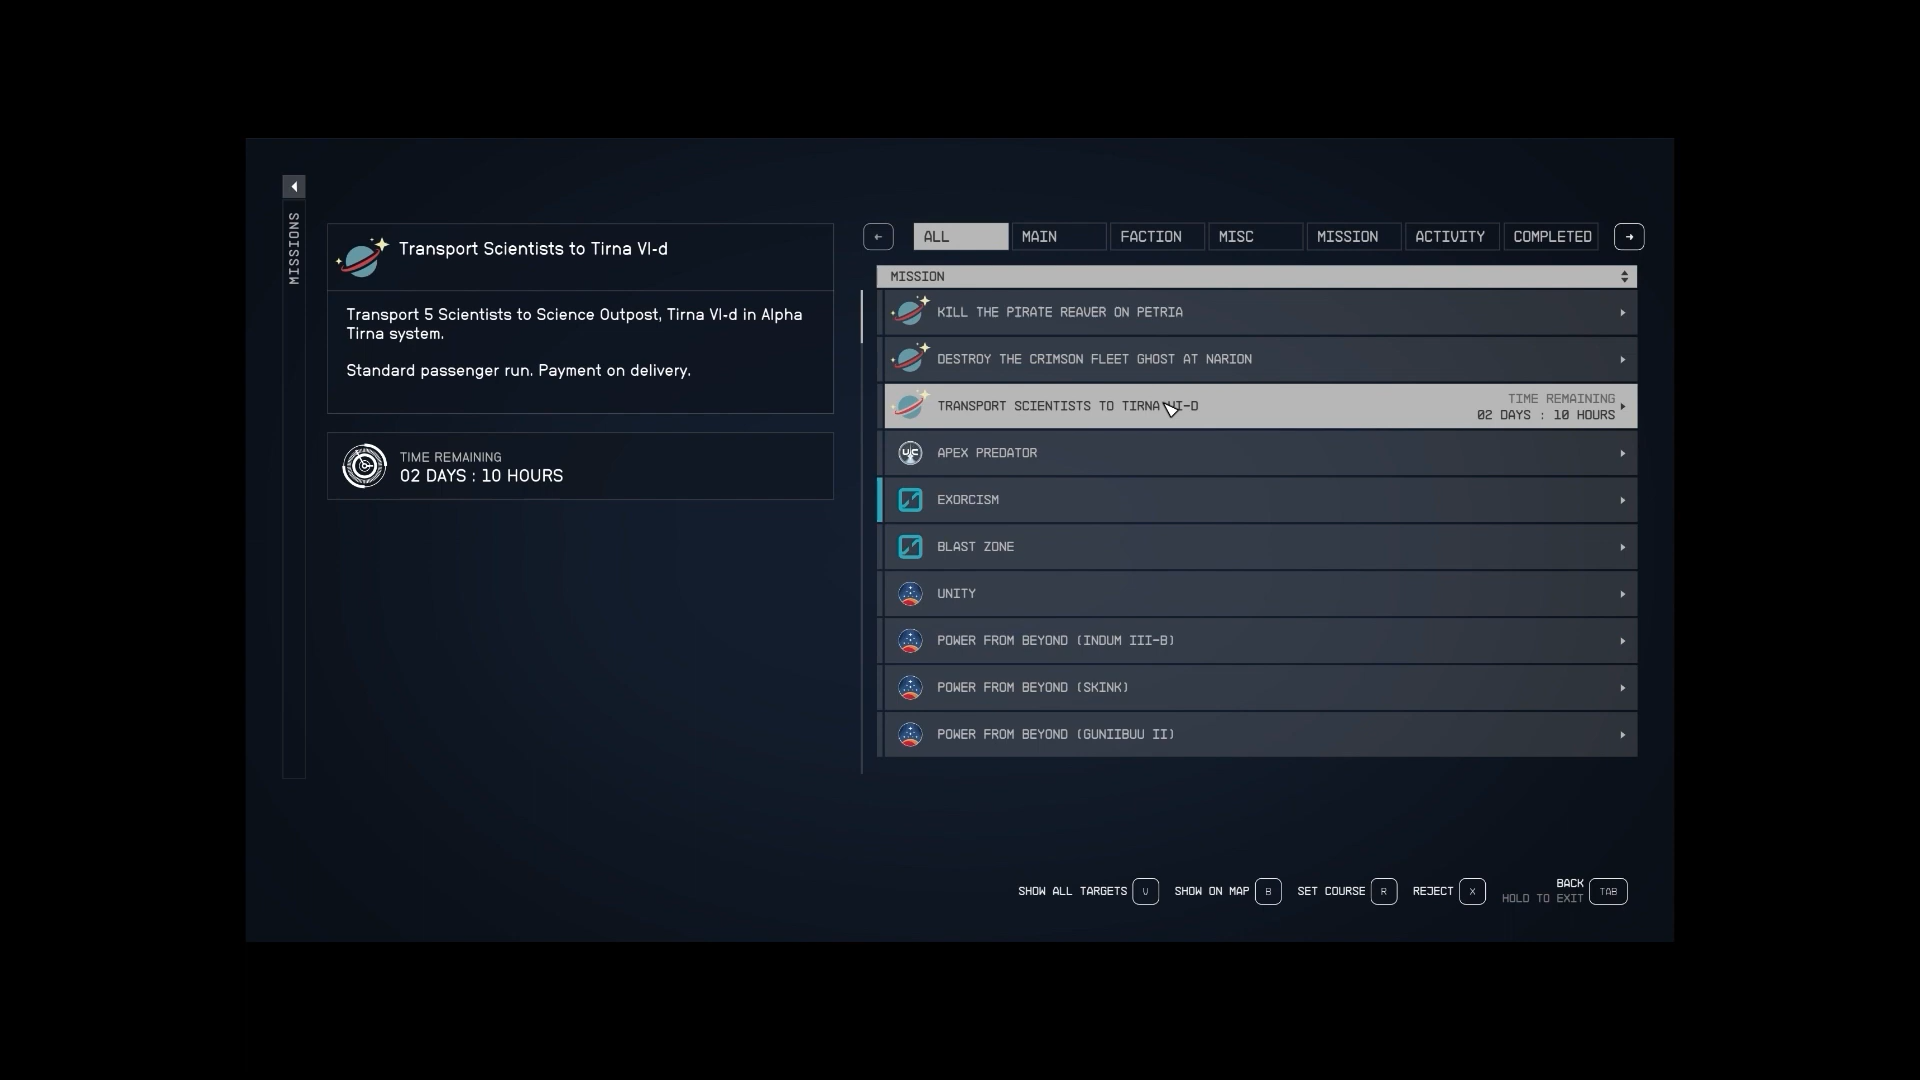 MISSIONS
Transport Scientists to Tirna VI-d
Transport 5 Scientists to Science Outpost, Tirna VI-d in Alpha
Tirna system.
Standard passenger run. Payment on delivery.
TIME REMAINING
02 DAYS : 10 HOURS
ALL MAIN FACTION MISC MISSION ACTIVITY COMPLETED
MISSION
KILL THE PIRATE REAVER ON PETRIA
DESTROY THE CRIMSON FLEET GHOST AT NARION
TRANSPORT SCIENTISTS TO TIRNA VI-D
TIME REMAINING
02 DAYS : 10 HOURS
UC
APEX PREDATOR
EXORCISM
BLAST ZONE
UNITY
POWER FROM BEYOND (INDUM III-B)
POWER FROM BEYOND (SKINK)
POWER FROM BEYOND (GUNIIBUU II)
SHOW ALL TARGETS V SHOW ON MAP B SET COURSE R REJECT X BACK
HOLD TO EXIT TAB